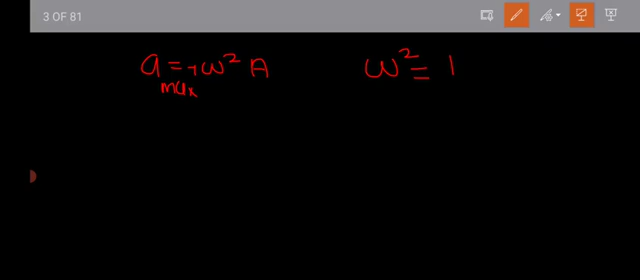 3 OF 81
a = + ω² A ω² = 1
max